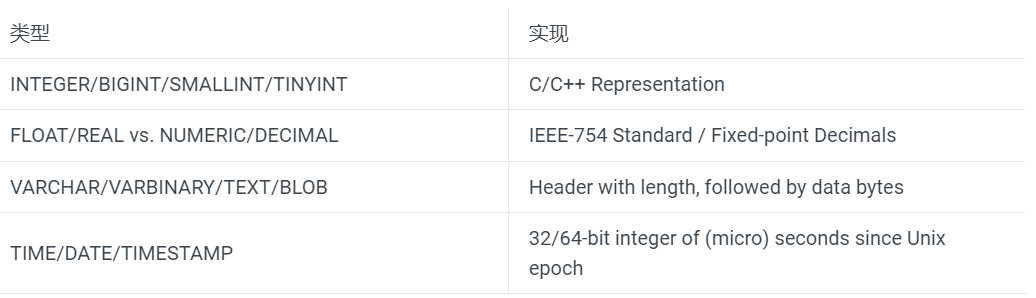 类型 实现
INTEGER/BIGINT/SMALLINT/TINYINT C/C++ Representation
FLOAT/REAL vs. NUMERIC/DECIMAL IEEE-754 Standard / Fixed-point Decimals
VARCHAR/VARBINARY/TEXT/BLOB Header with length, followed by data bytes
TIME/DATE/TIMESTAMP 32/64-bit integer of (micro) seconds since Unix
epoch